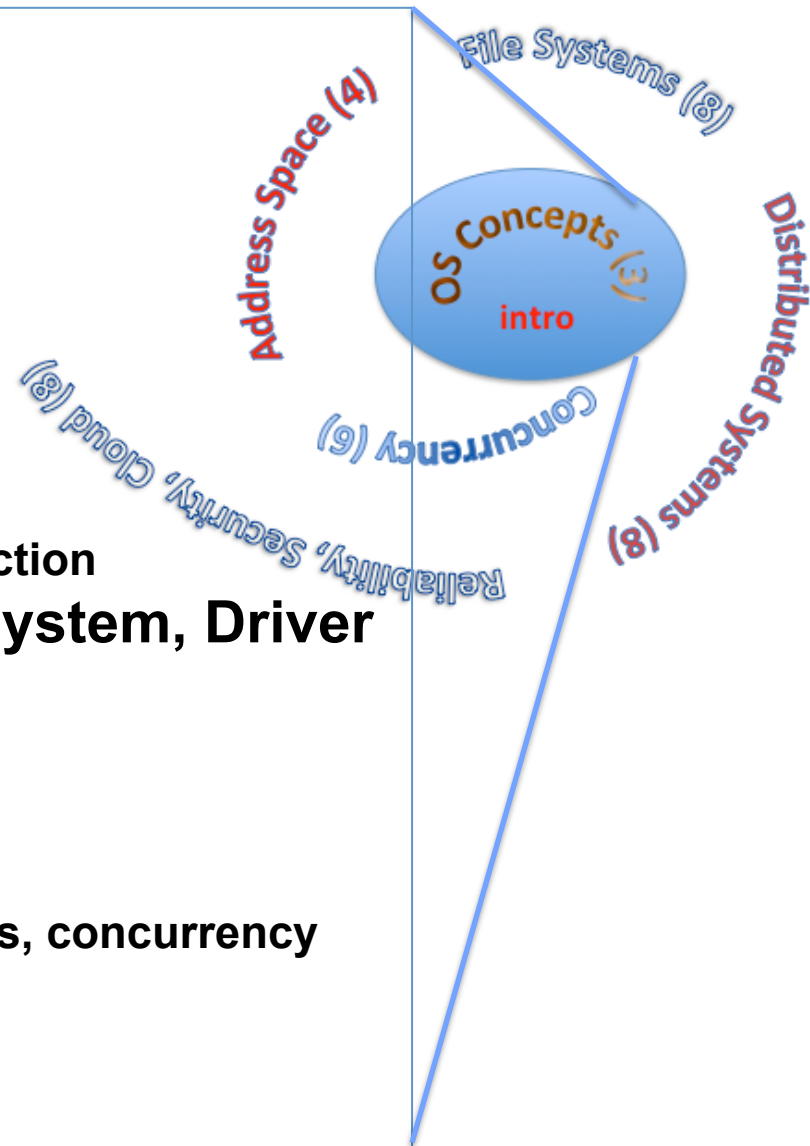 File Systems (8)
Address Space (4)
OS Concepts (3)
intro
Distributed Systems (8)
Concurrency (6)
Reliability, Security, Cloud (8)
ction
ystem, Driver
s, concurrency